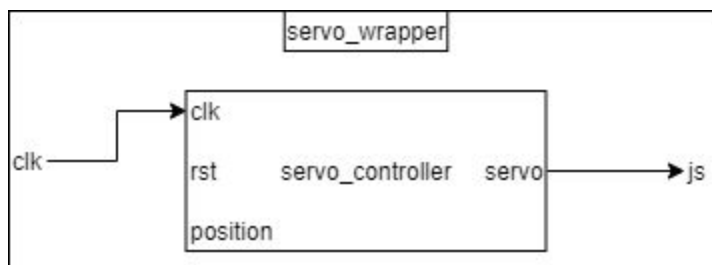 servo_wrapper
clk
clk
rst servo_controller servo js
position